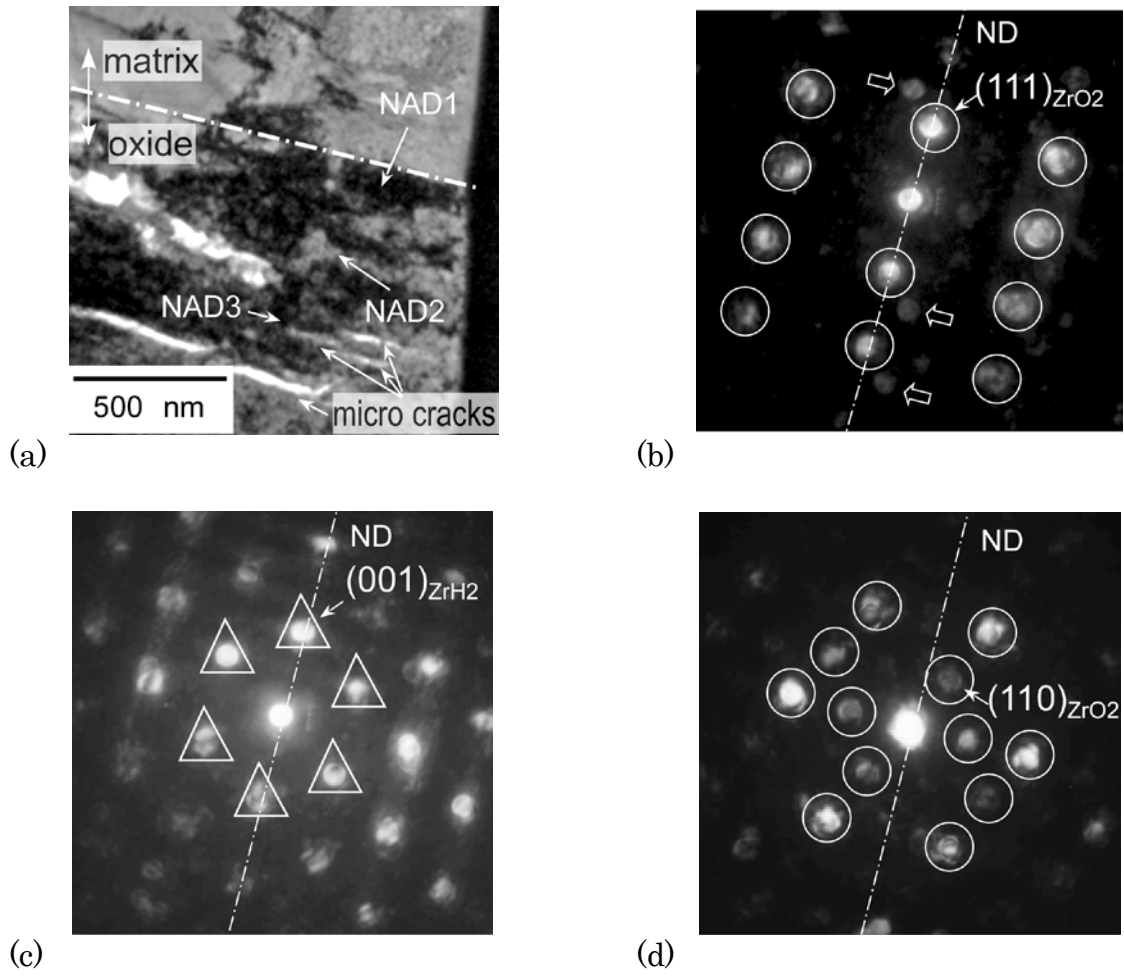 matrix
oxide
NAD1
NAD3
NAD2
500 nm
micro cracks
(a)
ND
(111)ZrO2
(b)
ND
(001)ZrH2
(c)
ND
(110)ZrO2
(d)